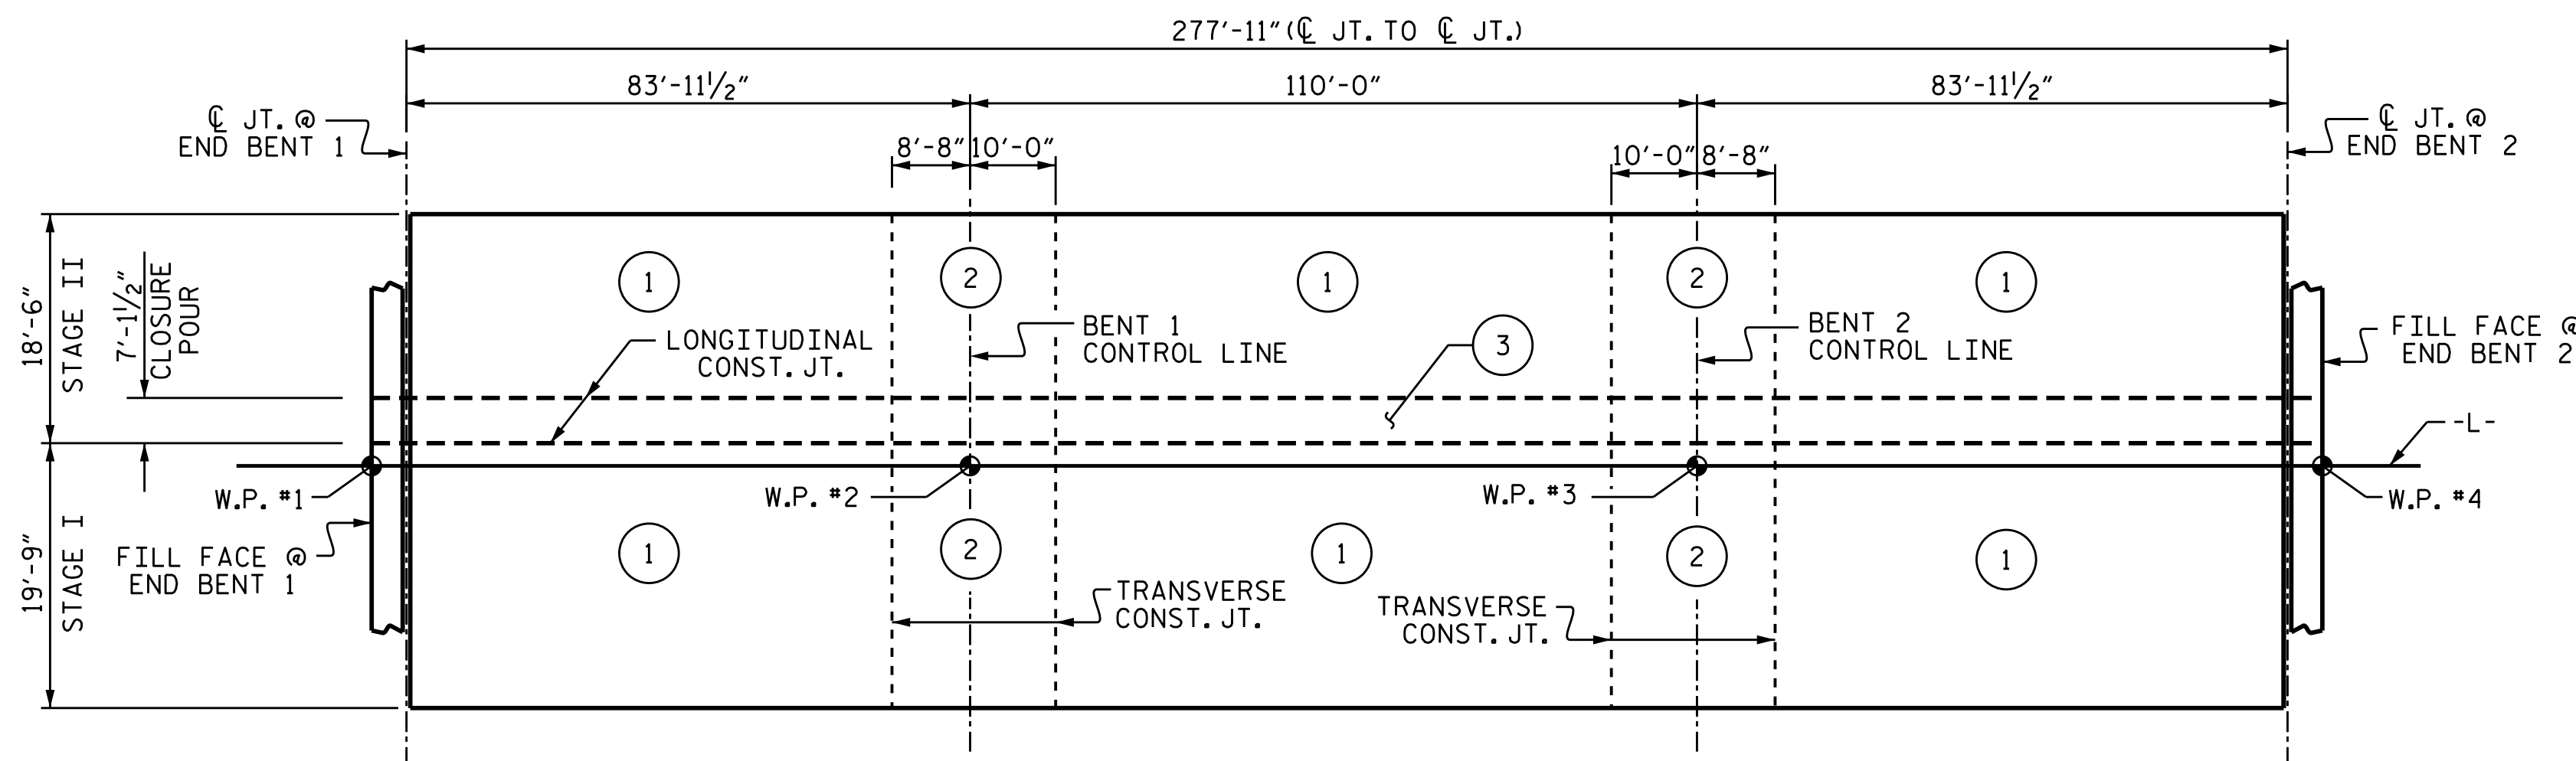 277'-11" (℄ JT. TO ℄ JT.)
83'-11½"
110'-0"
83'-11½"
℄ JT. @
END BENT 1
8'-8"
10'-0"
10'-0"
8'-8"
℄ JT. @
END BENT 2
18'-6"
STAGE II
7'-1½"
CLOSURE
POUR
1
2
1
2
1
LONGITUDINAL
CONST. JT.
BENT 1
CONTROL LINE
3
BENT 2
CONTROL LINE
FILL FACE @
END BENT 2
-L-
W.P. #1
W.P. #2
W.P. #3
W.P. #4
19'-9"
STAGE I
FILL FACE @
END BENT 1
1
2
1
2
1
TRANSVERSE
CONST. JT.
TRANSVERSE
CONST. JT.